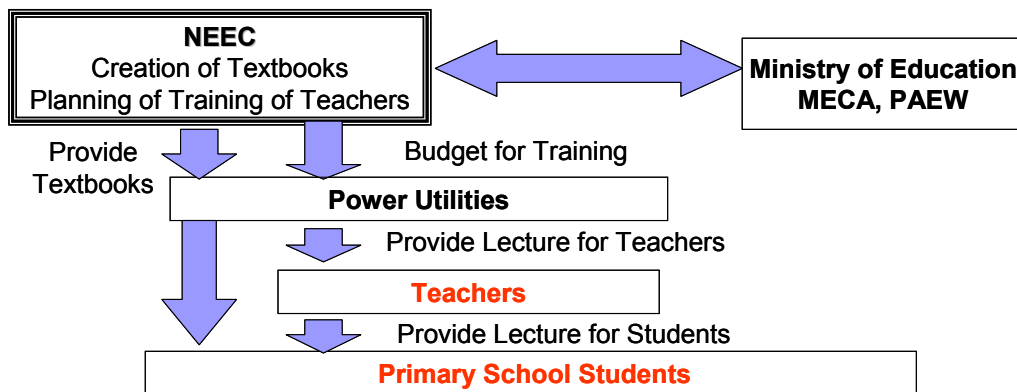 NEEC
Creation of Textbooks
Planning of Training of Teachers
Ministry of Education
MECA, PAEW
Provide
Textbooks
Budget for Training
Power Utilities
Provide Lecture for Teachers
Teachers
Provide Lecture for Students
Primary School Students